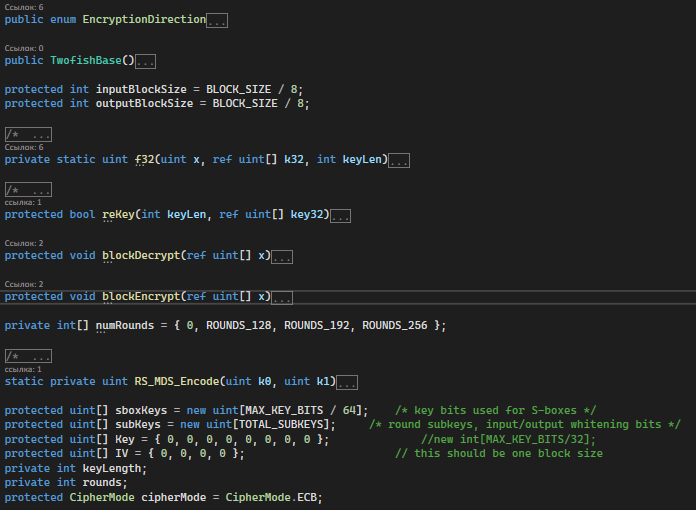 Ссылок: 6
public enum EncryptionDirection...
Ссылок: 0
public TwofishBase()...
protected int inputBlockSize = BLOCK_SIZE / 8;
protected int outputBlockSize = BLOCK_SIZE / 8;
/* ...
Ссылок: 6
private static uint f32(uint x, ref uint[] k32, int keyLen)...
/* ...
ссылка: 1
protected bool reKey(int keyLen, ref uint[] key32)...
Ссылок: 2
protected void blockDecrypt(ref uint[] x)...
Ссылок: 2
protected void blockEncrypt(ref uint[] x)...
private int[] numRounds = { 0, ROUNDS_128, ROUNDS_192, ROUNDS_256 };
/* ...
ссылка: 1
static private uint RS_MDS_Encode(uint k0, uint k1)...
protected uint[] sboxKeys = new uint[MAX_KEY_BITS / 64];    /* key bits used for S-boxes */
protected uint[] subKeys = new uint[TOTAL_SUBKEYS];     /* round subkeys, input/output whitening bits */
protected uint[] Key = { 0, 0, 0, 0, 0, 0, 0, 0 };              //new int[MAX_KEY_BITS/32];
protected uint[] IV = { 0, 0, 0, 0 };                       // this should be one block size
private int keyLength;
private int rounds;
protected CipherMode cipherMode = CipherMode.ECB;